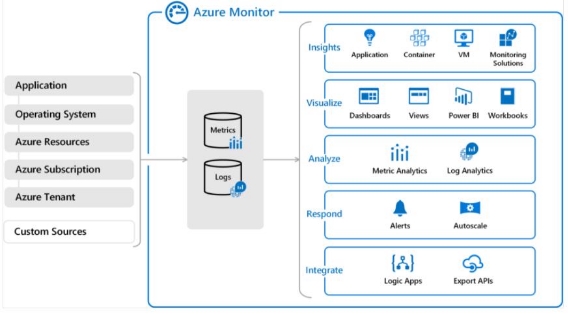 Azure Monitor
Application
Operating System
Azure Resources
Azure Subscription
Azure Tenant
Custom Sources
Metrics
Logs
Insights
Application
Container
VM
Monitoring
Solutions
Visualize
Dashboards
Views
Power BI
Workbooks
Analyze
Metric Analytics
Log Analytics
Respond
Alerts
Autoscale
Integrate
Logic Apps
Export APIs